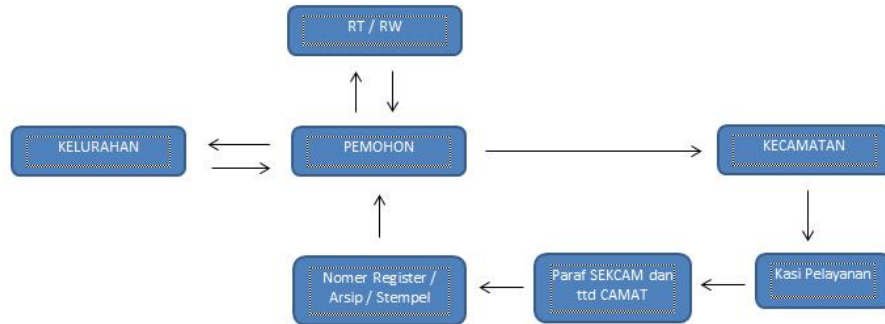 RT / RW
KELURAHAN
PEMOHON
KECAMATAN
Nomer Register /
Arsip / Stempel
Paraf SEKCAM dan
ttd CAMAT
Kasi Pelayanan